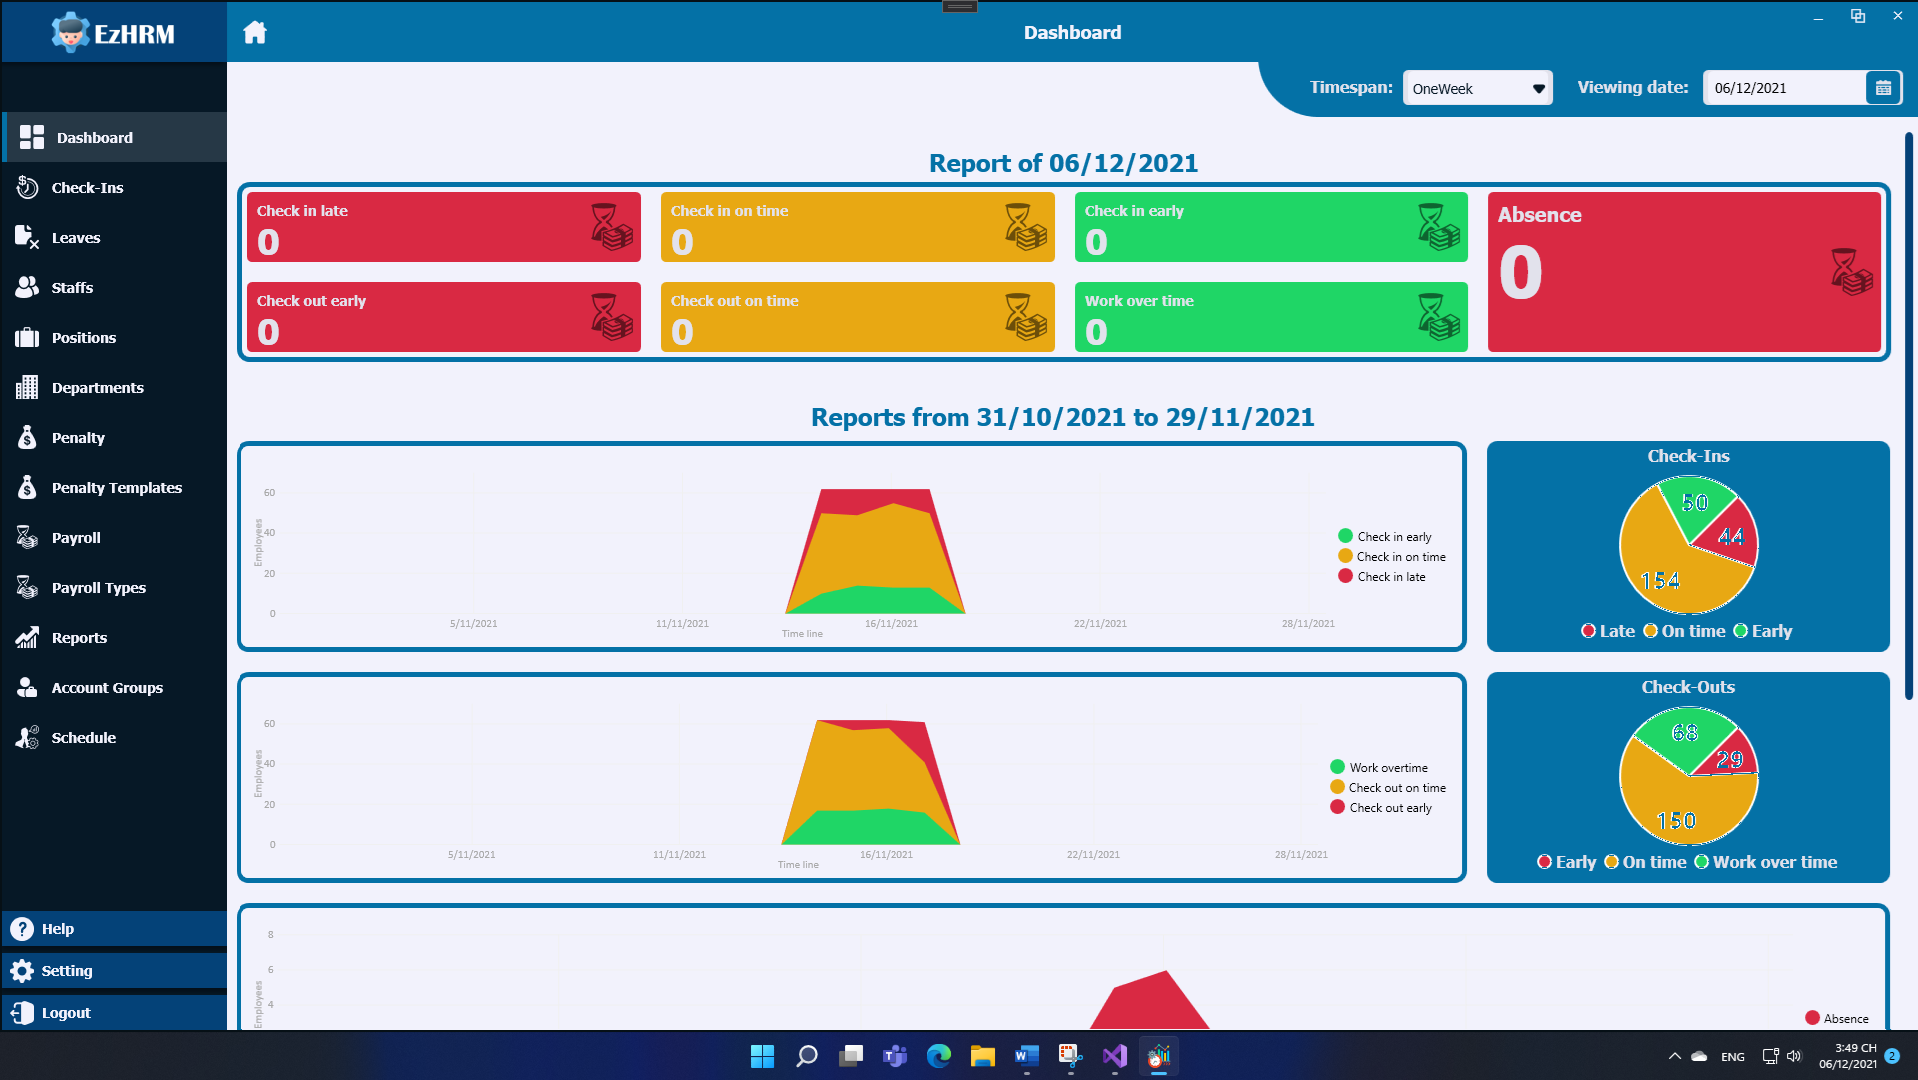 EzHRM
Dashboard
Timespan: OneWeek Viewing date: 06/12/2021
Dashboard
Check-Ins
Leaves
Staffs
Positions
Departments
Penalty
Penalty Templates
Payroll
Payroll Types
Reports
Account Groups
Schedule
Help
Setting
Logout
Report of 06/12/2021
Check in late
0
Check in on time
0
Check in early
0
Absence
0
Check out early
0
Check out on time
0
Work over time
0
Reports from 31/10/2021 to 29/11/2021
Employees
60
40
20
0
5/11/2021 11/11/2021 16/11/2021 22/11/2021 28/11/2021
Time line
Check in early
Check in on time
Check in late
Check-Ins
50
44
154
Late On time Early
Employees
60
40
20
0
5/11/2021 11/11/2021 16/11/2021 22/11/2021 28/11/2021
Time line
Work overtime
Check out on time
Check out early
Check-Outs
68
29
150
Early On time Work over time
Employees
8
6
4
Absence
ENG
3:49 CH
06/12/2021
2